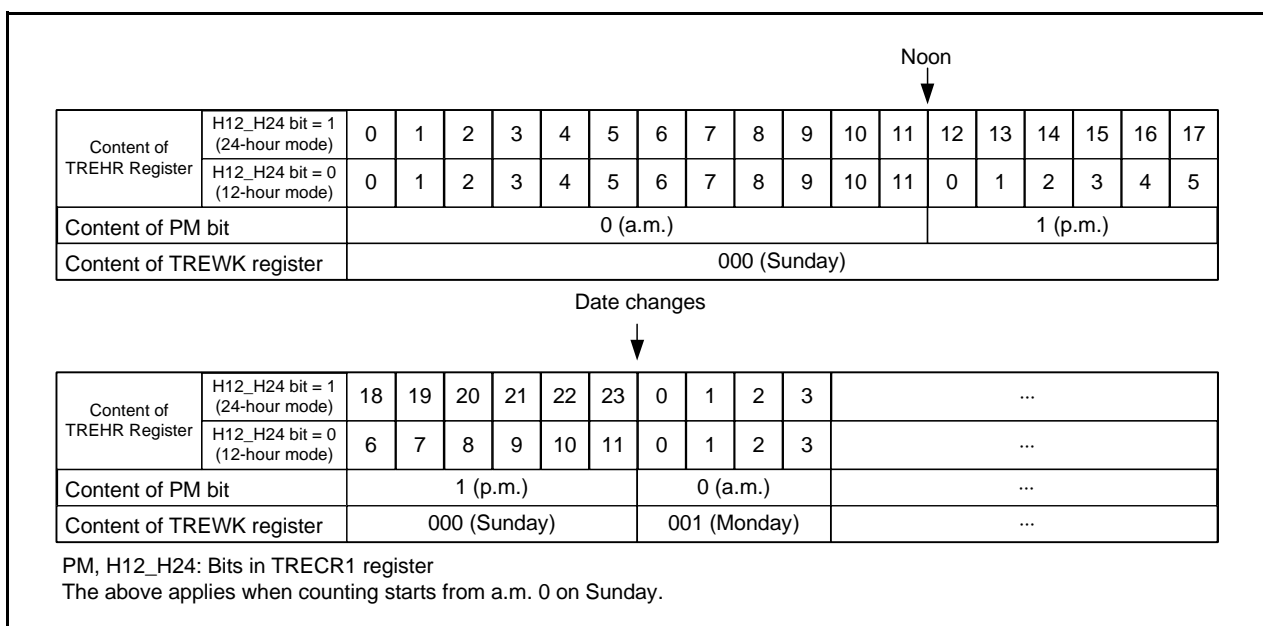 Noon
Content of TREHR Register
H12_H24 bit = 1 (24-hour mode) 0 1 2 3 4 5 6 7 8 9 10 11 12 13 14 15 16 17
H12_H24 bit = 0 (12-hour mode) 0 1 2 3 4 5 6 7 8 9 10 11 0 1 2 3 4 5
Content of PM bit 0 (a.m.) 1 (p.m.)
Content of TREWK register 000 (Sunday)
Date changes
Content of TREHR Register
H12_H24 bit = 1 (24-hour mode) 18 19 20 21 22 23 0 1 2 3 ...
H12_H24 bit = 0 (12-hour mode) 6 7 8 9 10 11 0 1 2 3 ...
Content of PM bit 1 (p.m.) 0 (a.m.) ...
Content of TREWK register 000 (Sunday) 001 (Monday) ...
PM, H12_H24: Bits in TRECR1 register
The above applies when counting starts from a.m. 0 on Sunday.